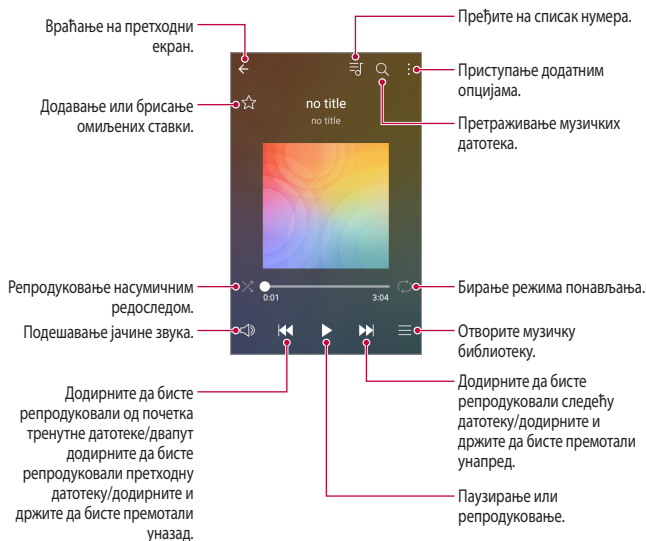 Враћање на претходни
екран.
Додавање или брисање
омиљених ставки.
Репродуковање насумичним
редоследом.
Подешавање јачине звука.
Додирните да бисте
репродуковали од почетка
тренутне датотеке/двапут
додирните да бисте
репродуковали претходну
датотеку/додирните и
држите да бисте премотали
уназад.
no title
no title
0:01
3:04
Пређите на списак нумера.
Приступање додатним
опцијама.
Претраживање музичких
датотека.
Бирање режима понављања.
Отворите музичку
библиотеку.
Додирните да бисте
репродуковали следећу
датотеку/додирните и
држите да бисте премотали
унапред.
Паузирање или
репродуковање.